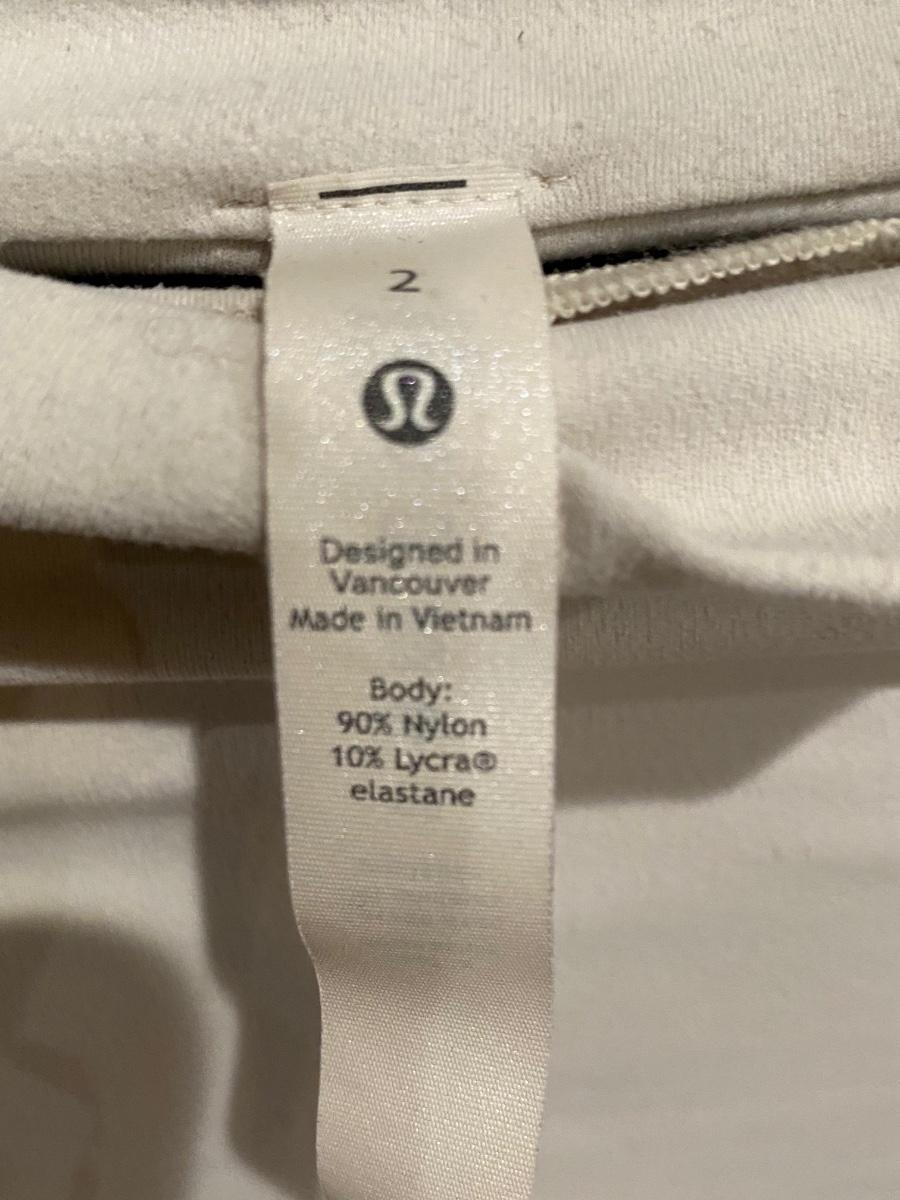 2
Designed in
Vancouver
Made in Vietnam
Body:
90% Nylon
10% Lycra®
elastane